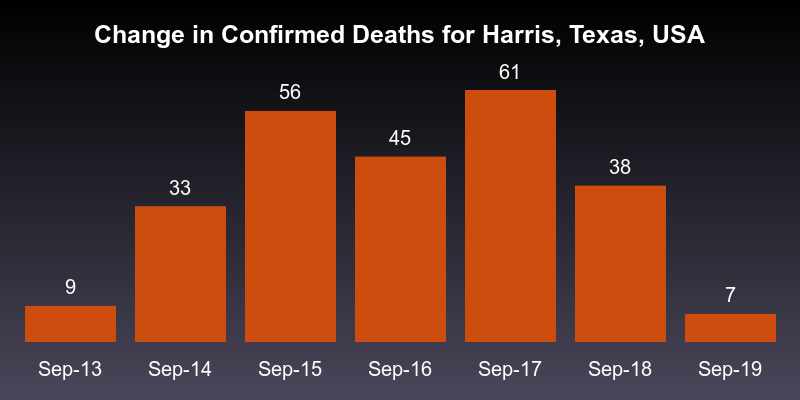 Change in Confirmed Deaths for Harris, Texas, USA
9
33
56
45
61
38
7
Sep-13
Sep-14
Sep-15
Sep-16
Sep-17
Sep-18
Sep-19